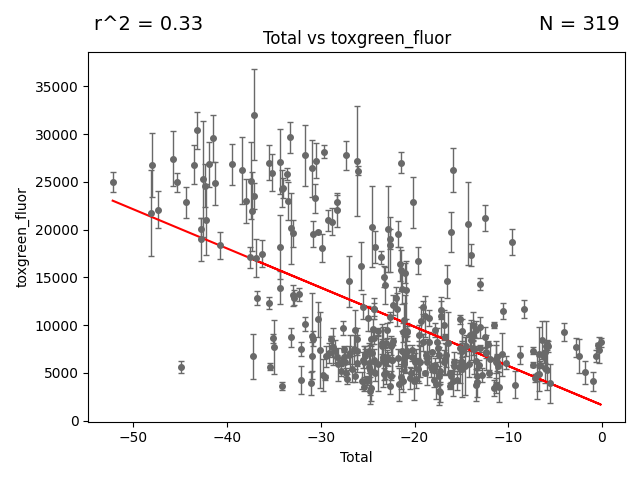 r^2 = 0.33
N = 319
Total vs toxgreen_fluor
35000
30000
25000
20000
15000
10000
5000
0
toxgreen_fluor
−50
−40
−30
−20
−10
0
Total